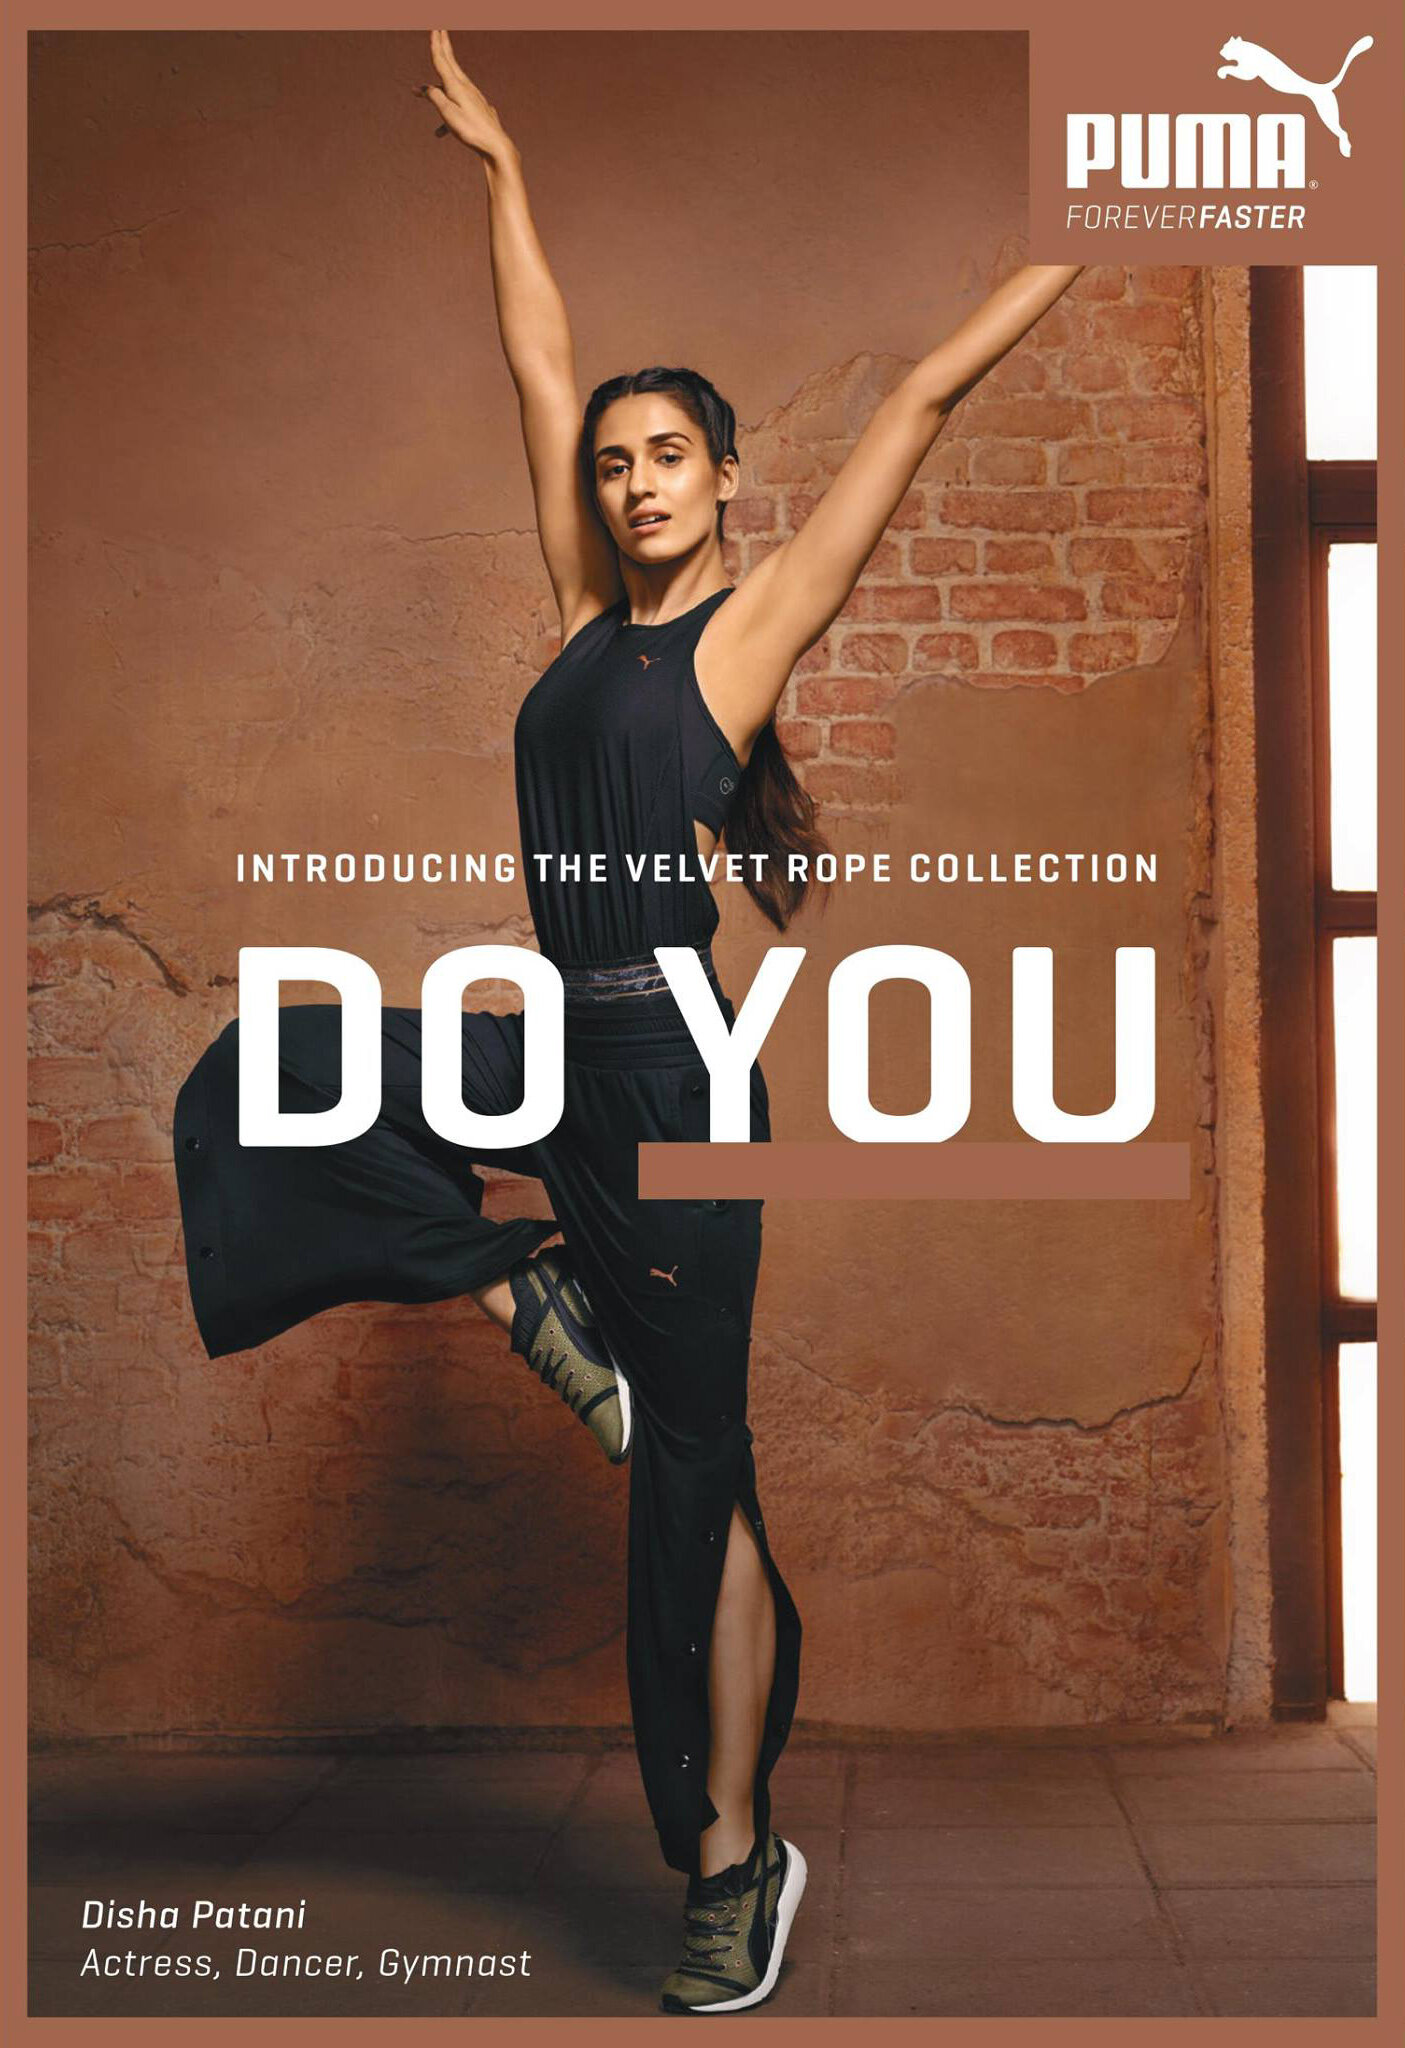 PUMA®
FOREVERFASTER
INTRODUCING THE VELVET ROPE COLLECTION
DO YOU
Disha Patani
Actress, Dancer, Gymnast